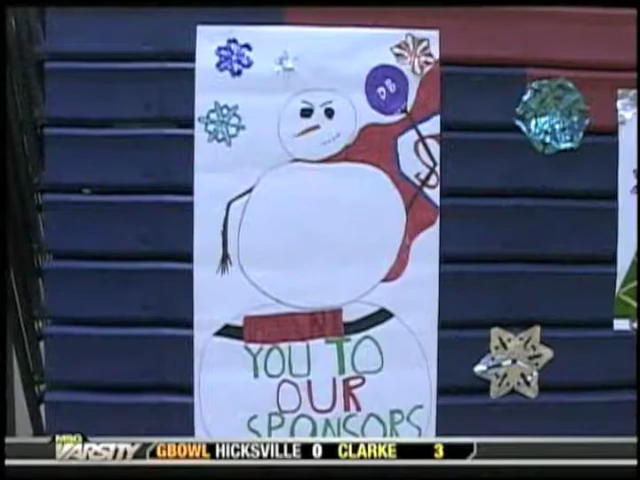 DB
S
YOU TO
OUR
SPONSORS
MSG
VARSITY GBOWL HICKSVILLE 0 CLARKE 3